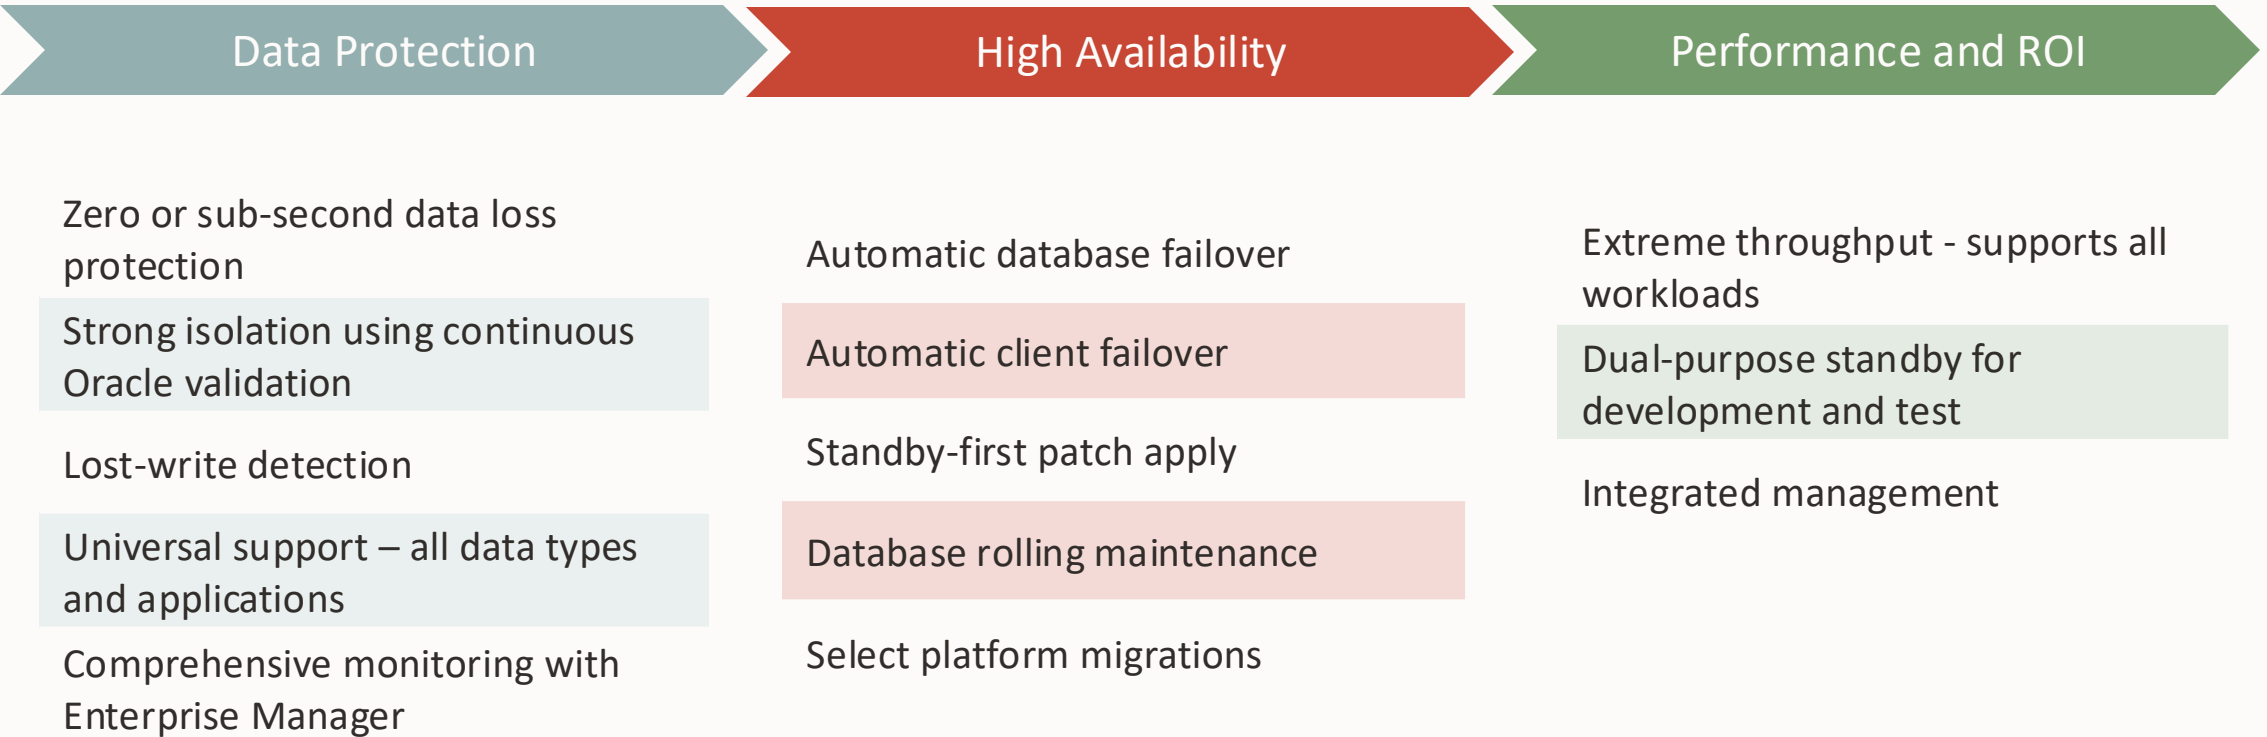 Data Protection
High Availability
Performance and ROI
Zero or sub-second data loss
protection
Strong isolation using continuous
Oracle validation
Lost-write detection
Universal support – all data types
and applications
Comprehensive monitoring with
Enterprise Manager
Automatic database failover
Automatic client failover
Standby-first patch apply
Database rolling maintenance
Select platform migrations
Extreme throughput - supports all
workloads
Dual-purpose standby for
development and test
Integrated management